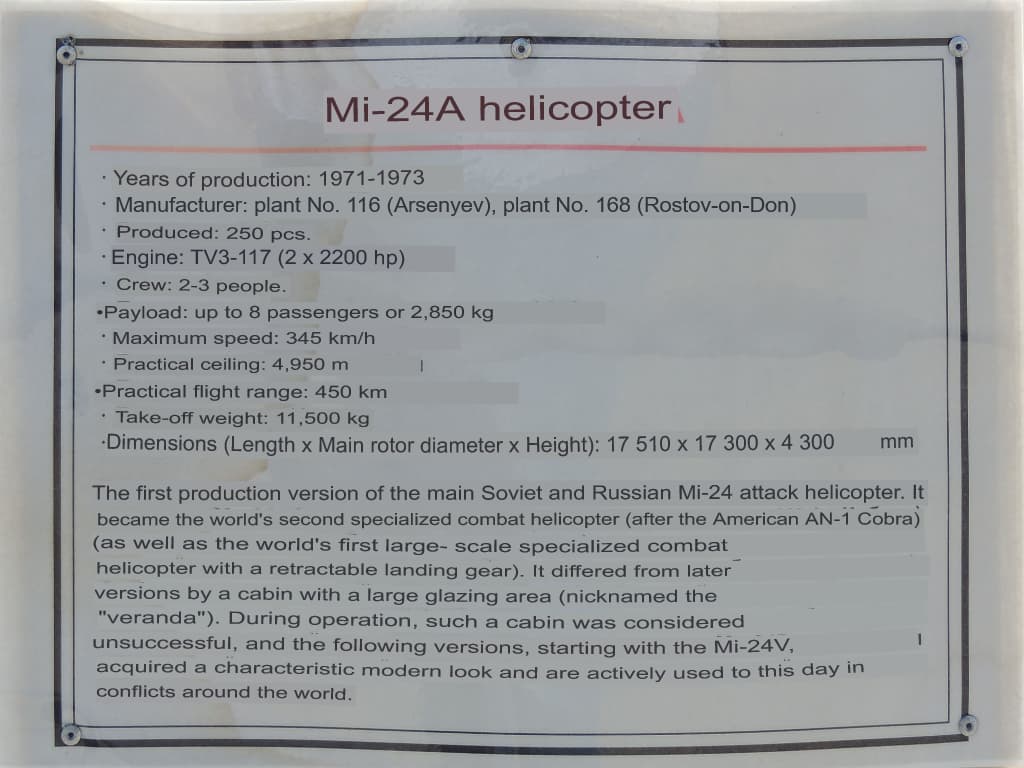 Mi-24A helicopter
· Years of production: 1971-1973
· Manufacturer: plant No. 116 (Arsenyev), plant No. 168 (Rostov-on-Don)
· Produced: 250 pcs.
· Engine: TV3-117 (2 x 2200 hp)
· Crew: 2-3 people.
•Payload: up to 8 passengers or 2,850 kg
· Maximum speed: 345 km/h
· Practical ceiling: 4,950 m
•Practical flight range: 450 km
· Take-off weight: 11,500 kg
·Dimensions (Length x Main rotor diameter x Height): 17 510 x 17 300 x 4 300 mm
The first production version of the main Soviet and Russian Mi-24 attack helicopter. It
became the world's second specialized combat helicopter (after the American AN-1 Cobra)
(as well as the world's first large- scale specialized combat
helicopter with a retractable landing gear). It differed from later
versions by a cabin with a large glazing area (nicknamed the
"veranda"). During operation, such a cabin was considered
unsuccessful, and the following versions, starting with the Mi-24V,
acquired a characteristic modern look and are actively used to this day in
conflicts around the world.